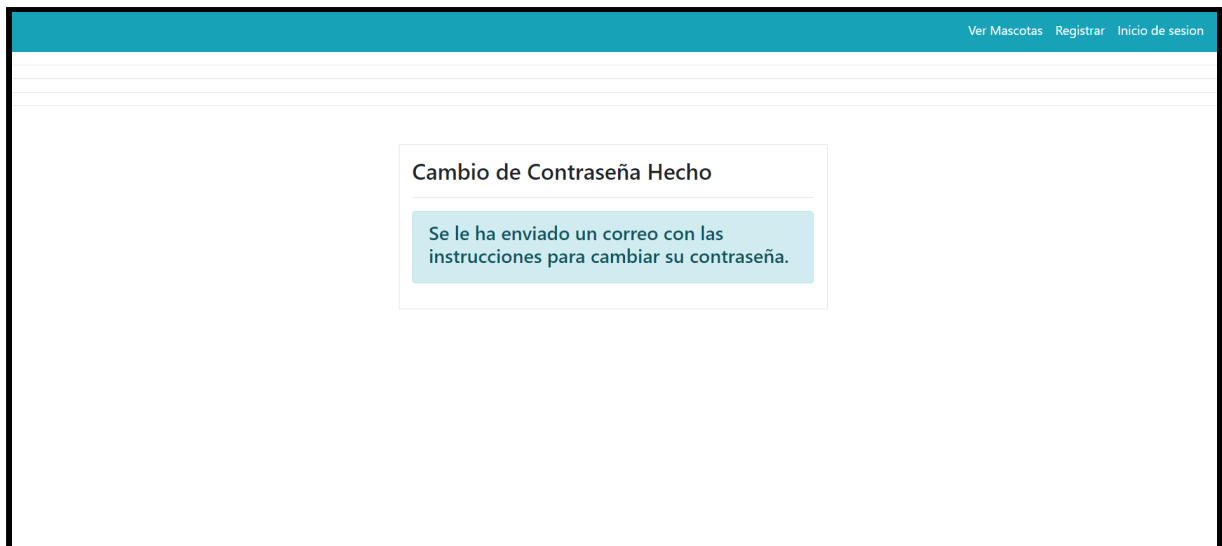 Ver Mascotas Registrar Inicio de sesion
Cambio de Contraseña Hecho
Se le ha enviado un correo con las
instrucciones para cambiar su contraseña.